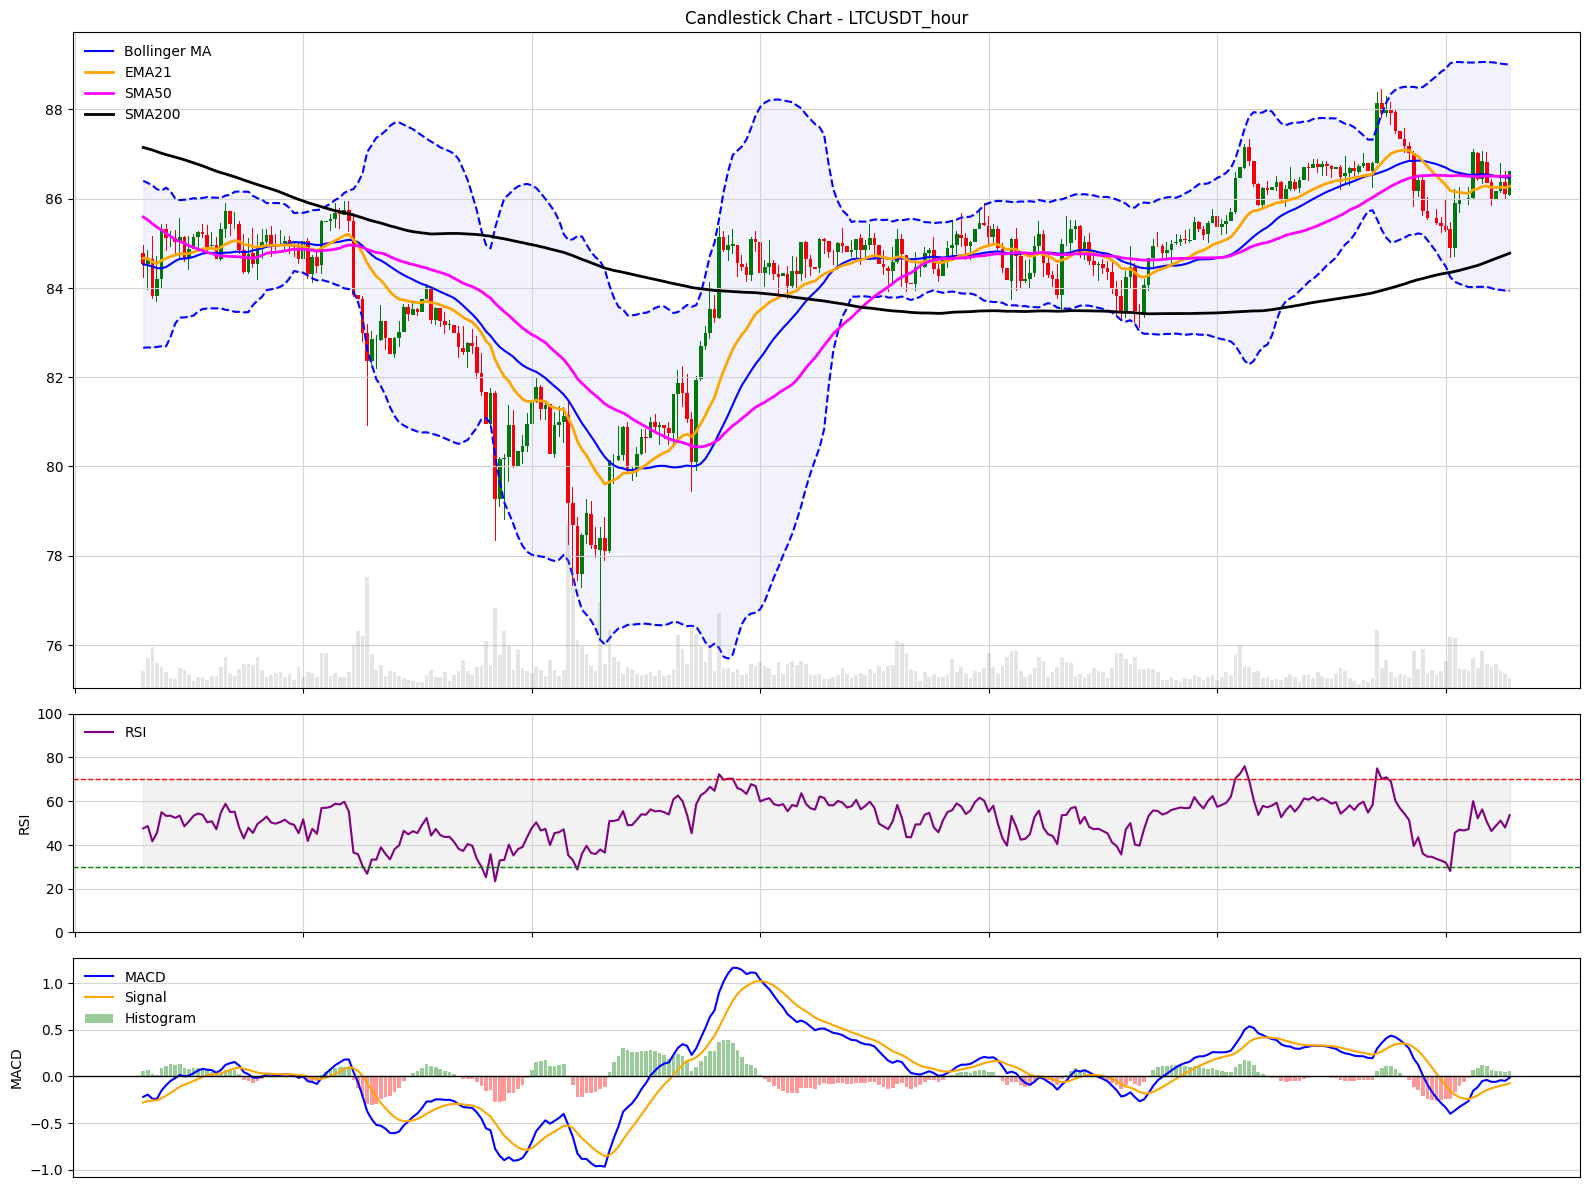 Candlestick Chart - LTCUSDT_hour
Bollinger MA
EMA21
SMA50
SMA200
88
86
84
82
80
78
76
100
80
60
40
20
0
RSI
RSI
MACD
Signal
Histogram
1.0
0.5
0.0
−0.5
−1.0
MACD